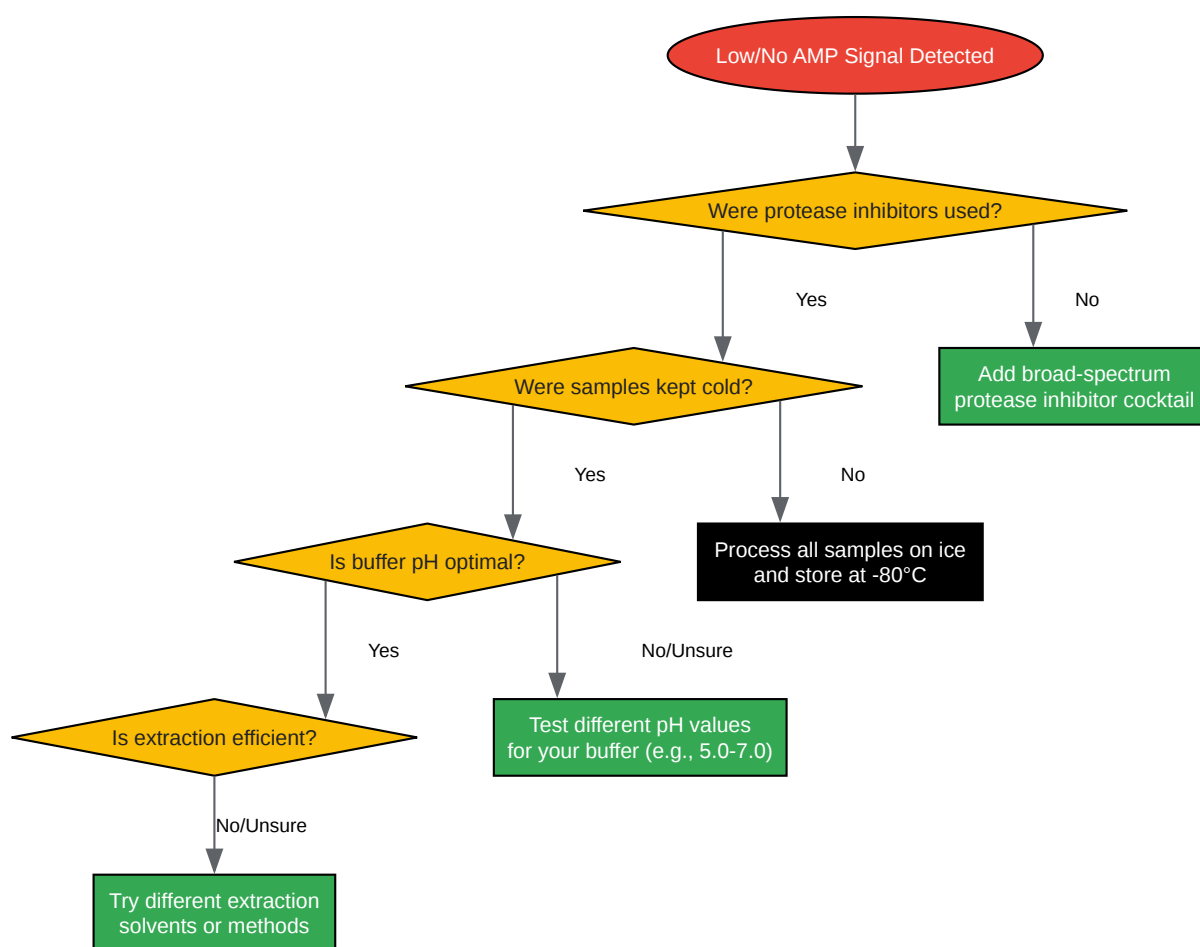 Low/No AMP Signal Detected
Were protease inhibitors used?
Yes
No
Were samples kept cold?
Add broad-spectrum
protease inhibitor cocktail
Yes
No
Is buffer pH optimal?
Process all samples on ice
and store at -80°C
Yes
No/Unsure
Is extraction efficient?
Test different pH values
for your buffer (e.g., 5.0-7.0)
No/Unsure
Try different extraction
solvents or methods